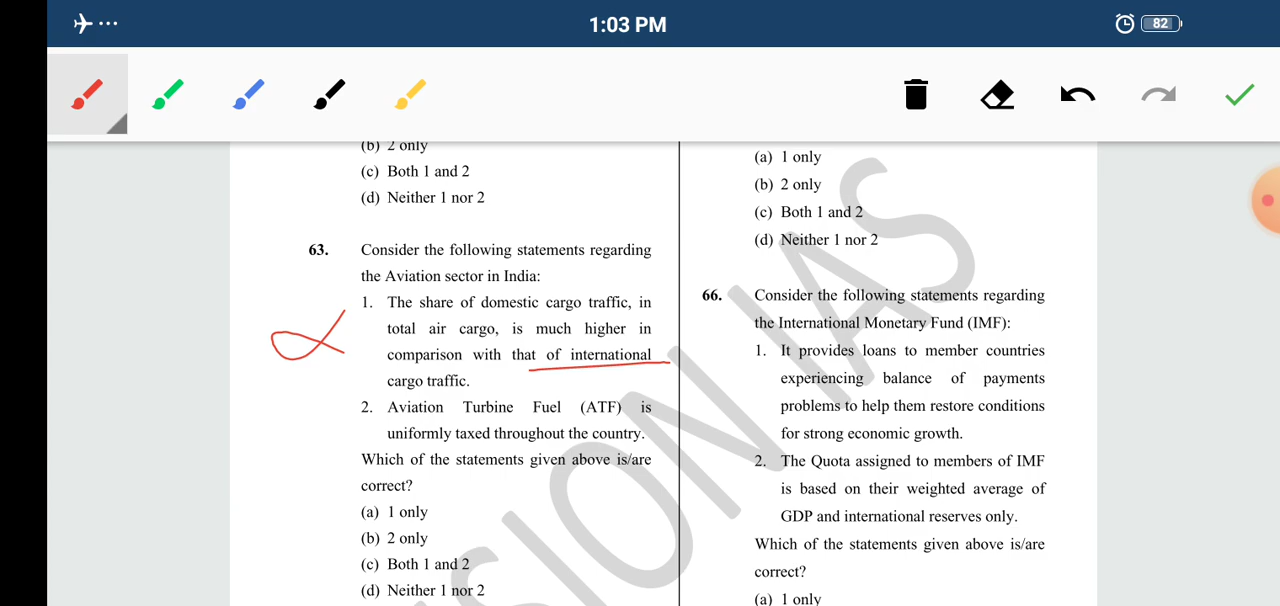 1:03 PM
82
(b) 2 only
(c) Both 1 and 2
(d) Neither 1 nor 2
63. Consider the following statements regarding
the Aviation sector in India:
1. The share of domestic cargo traffic, in
total air cargo, is much higher in
comparison with that of international
cargo traffic.
2. Aviation Turbine Fuel (ATF) is
uniformly taxed throughout the country.
Which of the statements given above is/are
correct?
(a) 1 only
(b) 2 only
(c) Both 1 and 2
(d) Neither 1 nor 2
(a) 1 only
(b) 2 only
(c) Both 1 and 2
(d) Neither 1 nor 2
66. Consider the following statements regarding
the International Monetary Fund (IMF):
1. It provides loans to member countries
experiencing balance of payments
problems to help them restore conditions
for strong economic growth.
2. The Quota assigned to members of IMF
is based on their weighted average of
GDP and international reserves only.
Which of the statements given above is/are
correct?
(a) 1 only
SION IAS